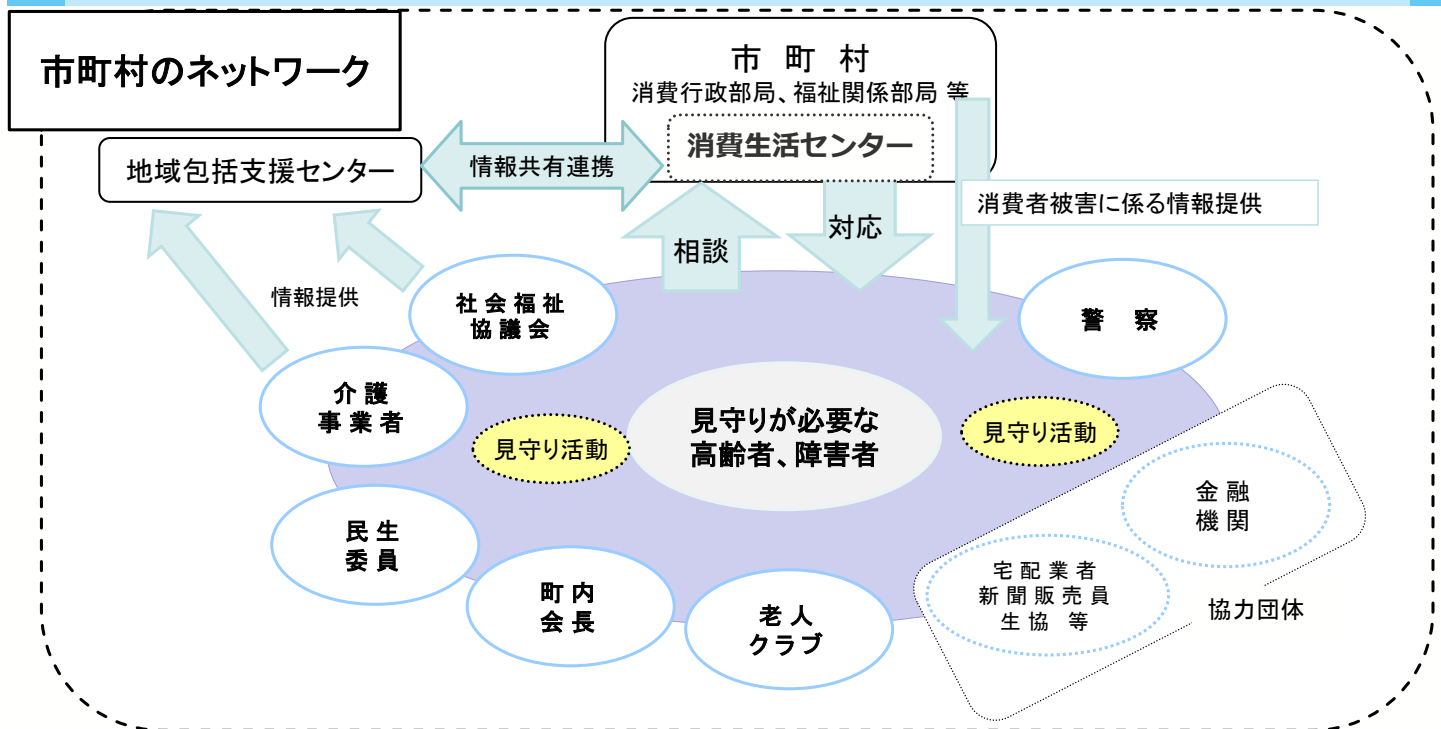 市町村のネットワーク
市 町 村
消費行政部局、福祉関係部局 等
消費生活センター
地域包括支援センター
情報共有連携
消費者被害に係る情報提供
相談
対応
情報提供
社会福祉
協議会
警 察
介護
事業者
見守りが必要な
高齢者、障害者
見守り活動
見守り活動
金融
機関
民生
委員
宅配業者
新聞販売員
生協 等
町内
会長
老人
クラブ
協力団体